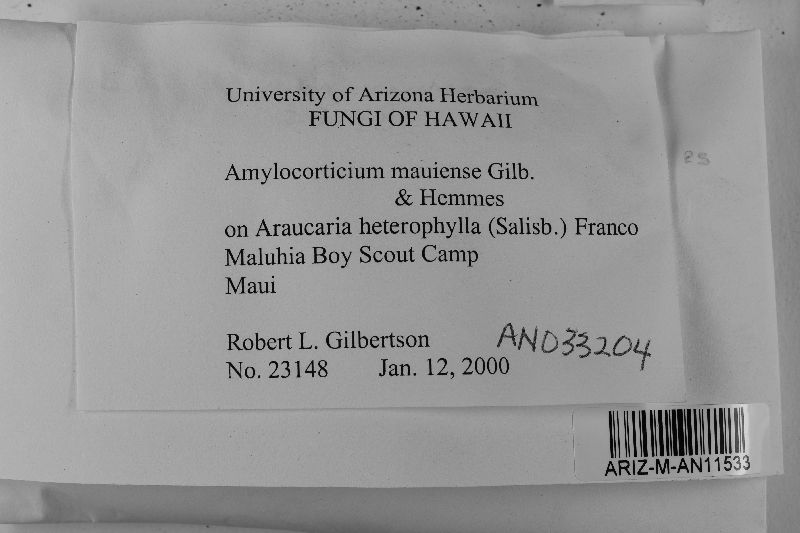 University of Arizona Herbarium
FUNGI OF HAWAII
Amylocorticium mauiense Gilb.
& Hemmes
on Araucaria heterophylla (Salisb.) Franco
Maluhia Boy Scout Camp
Maui
Robert L. Gilbertson
No. 23148 Jan. 12, 2000
AN033204
ARIZ-M-AN11533